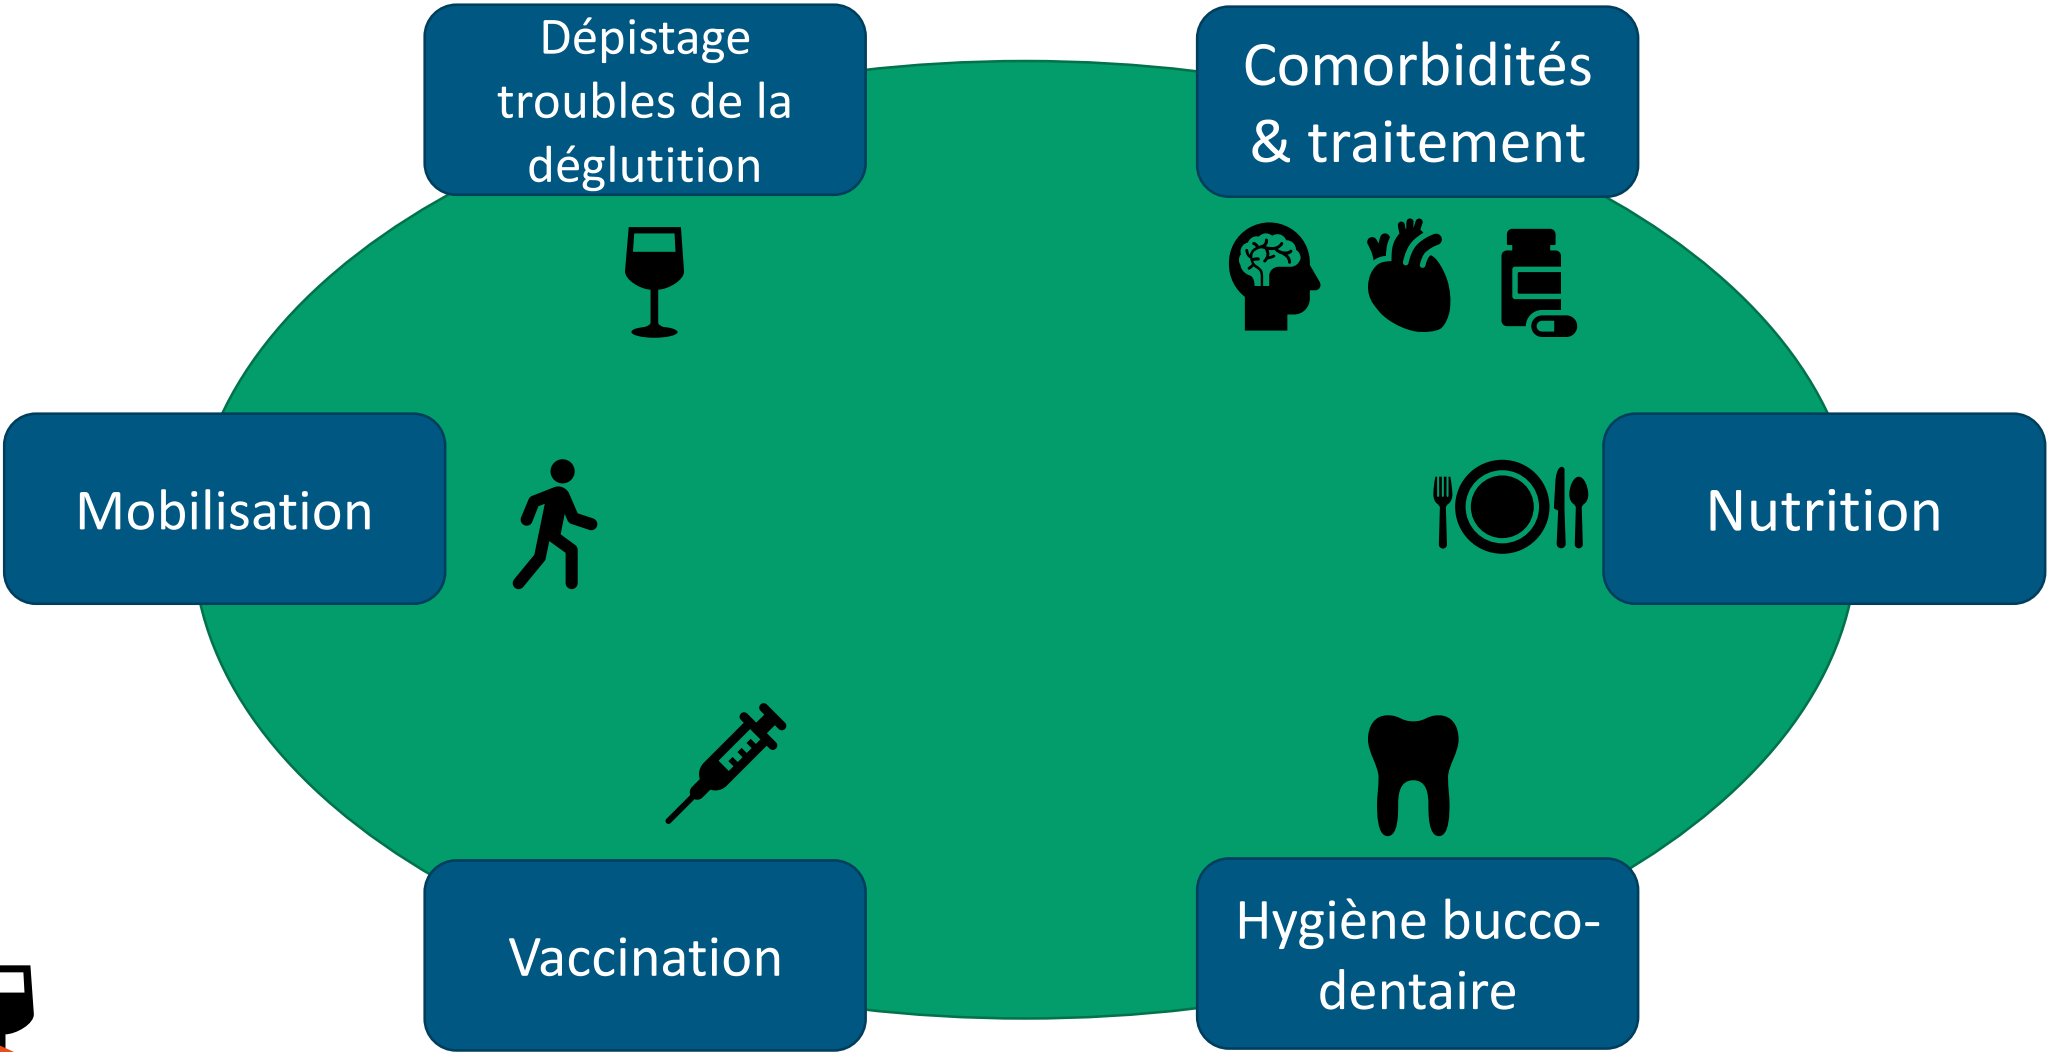 Dépistage
troubles de la
déglutition
Comorbidités
& traitement
Mobilisation
Nutrition
Vaccination
Hygiène bucco-
dentaire